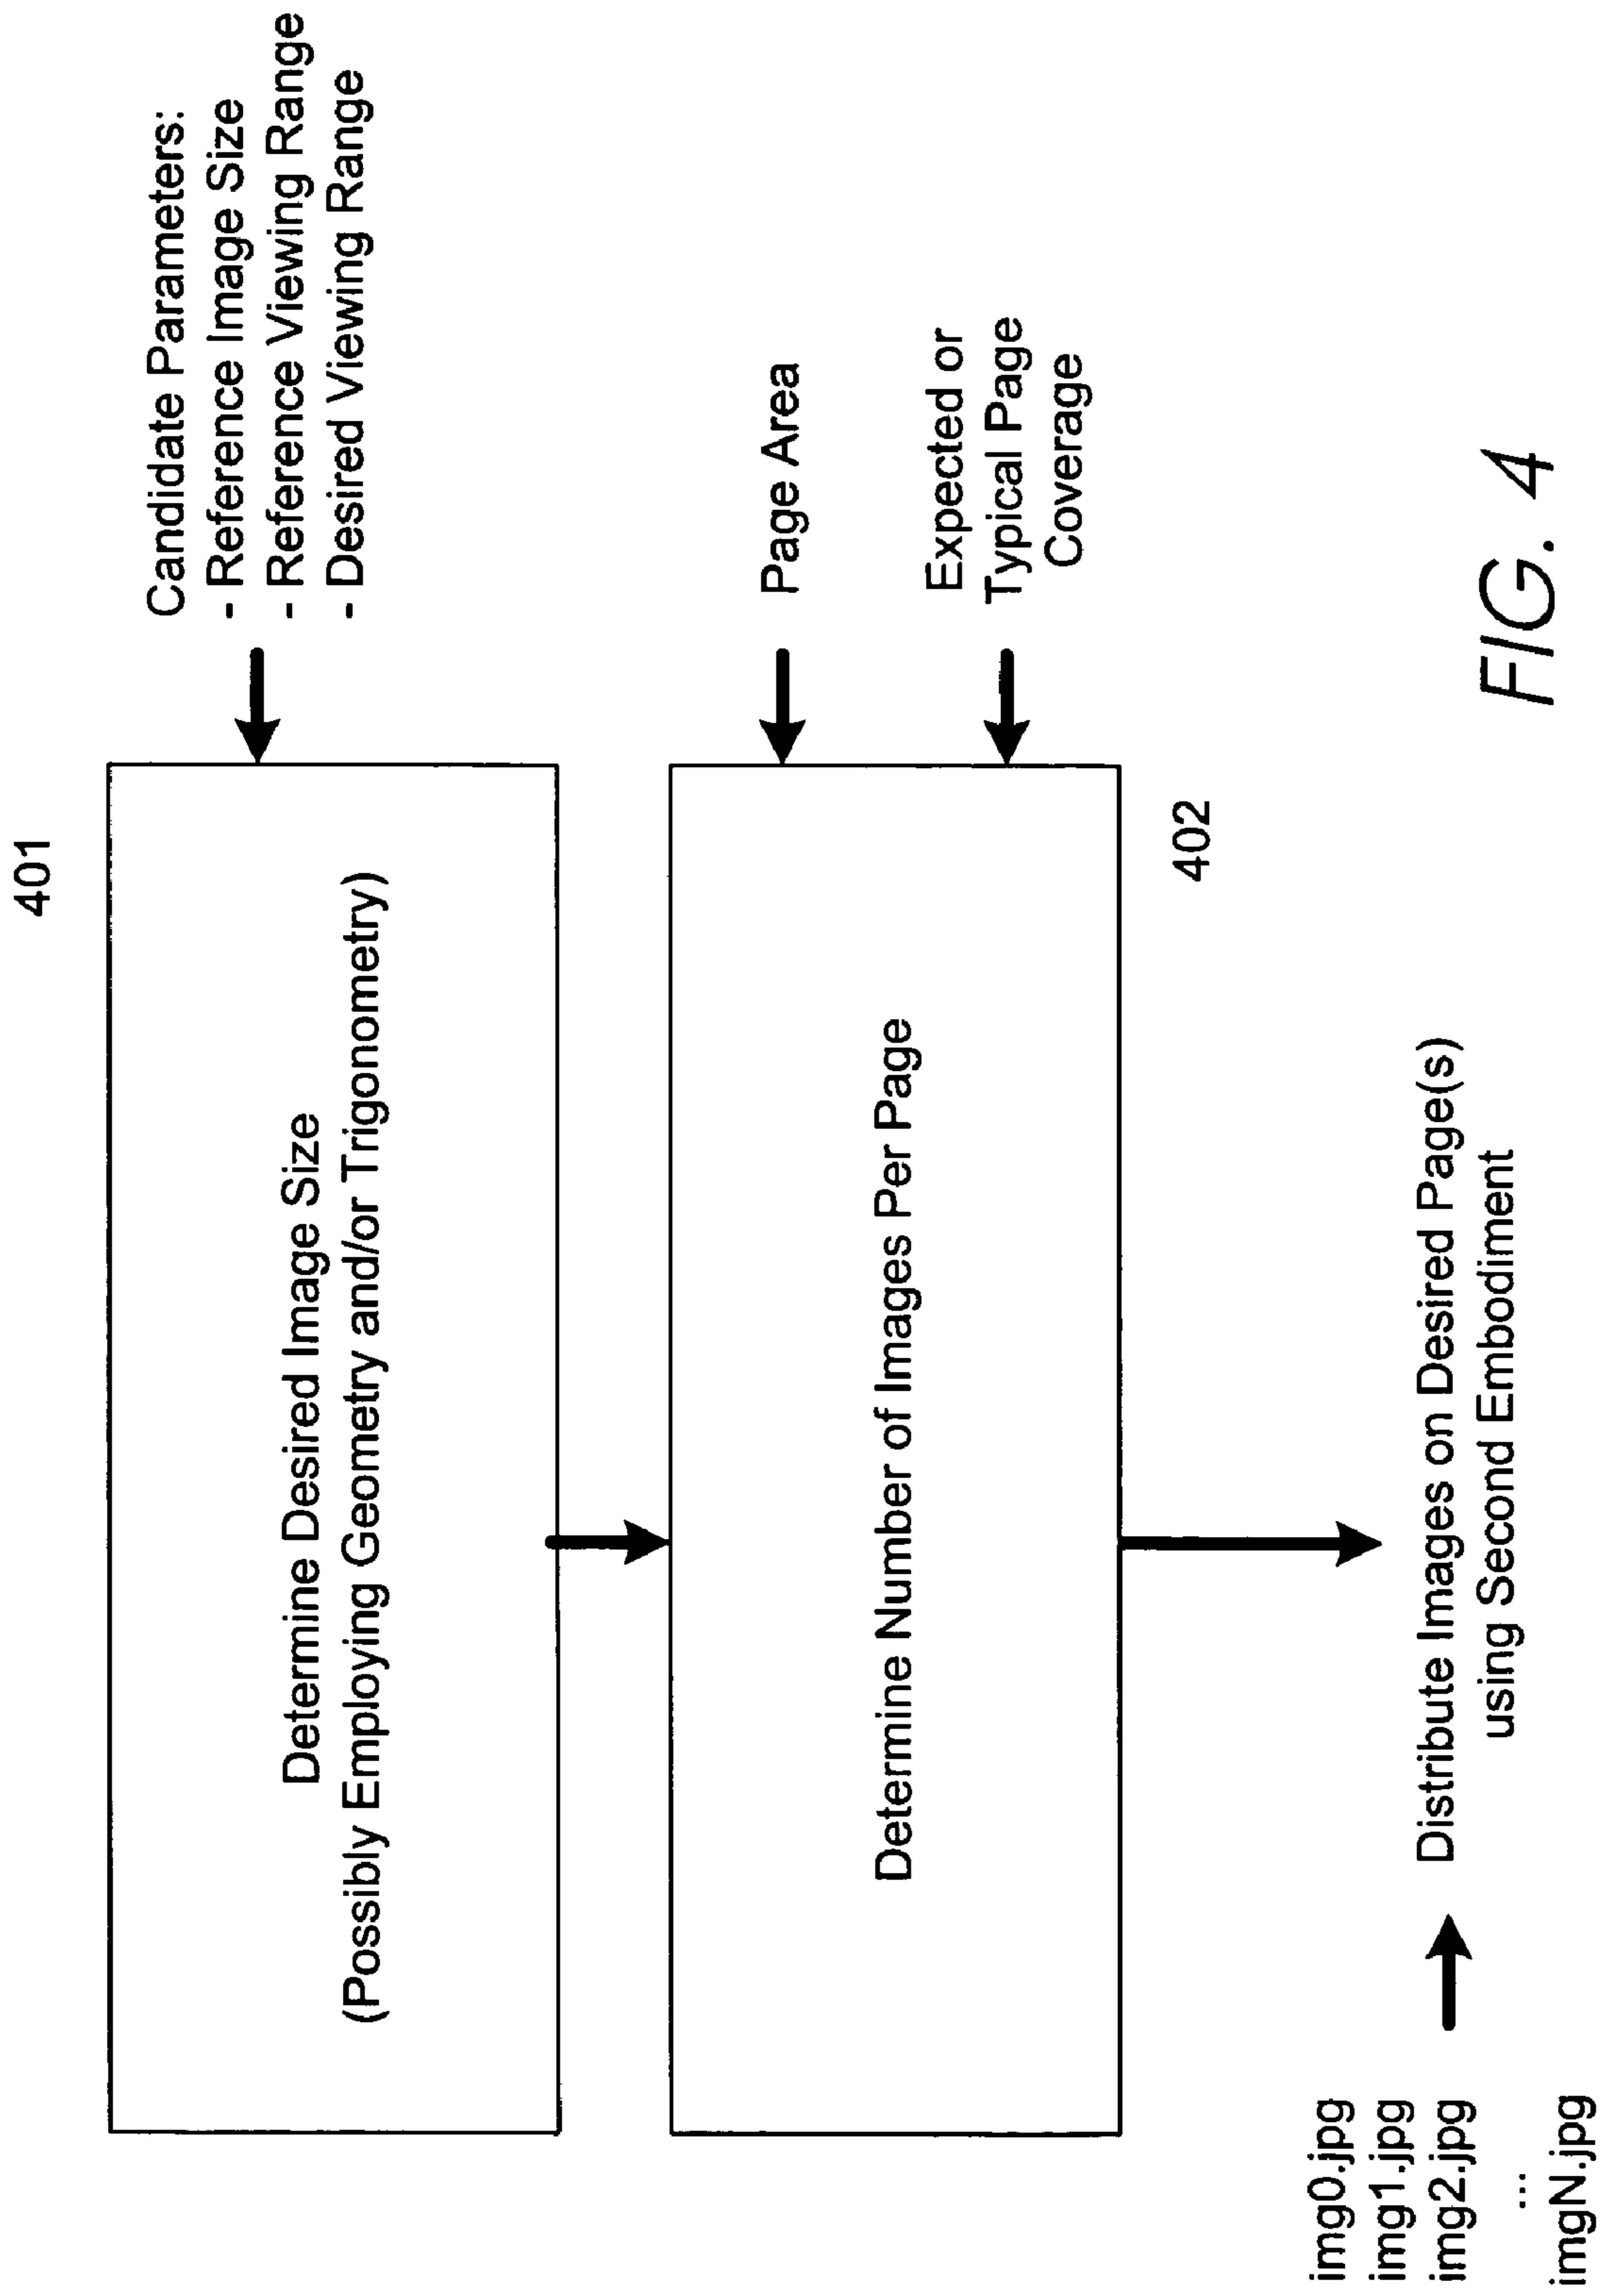 401
Determine Desired Image Size
(Possibly Employing Geometry and/or Trigonometry)
Candidate Parameters:
- Reference Image Size
- Reference Viewing Range
- Desired Viewing Range
Determine Number of Images Per Page
Page Area
Expected or
Typical Page
Coverage
402
img0.jpg
img1.jpg
img2.jpg
...
imgN.jpg
Distribute Images on Desired Page(s)
using Second Embodiment
FIG. 4